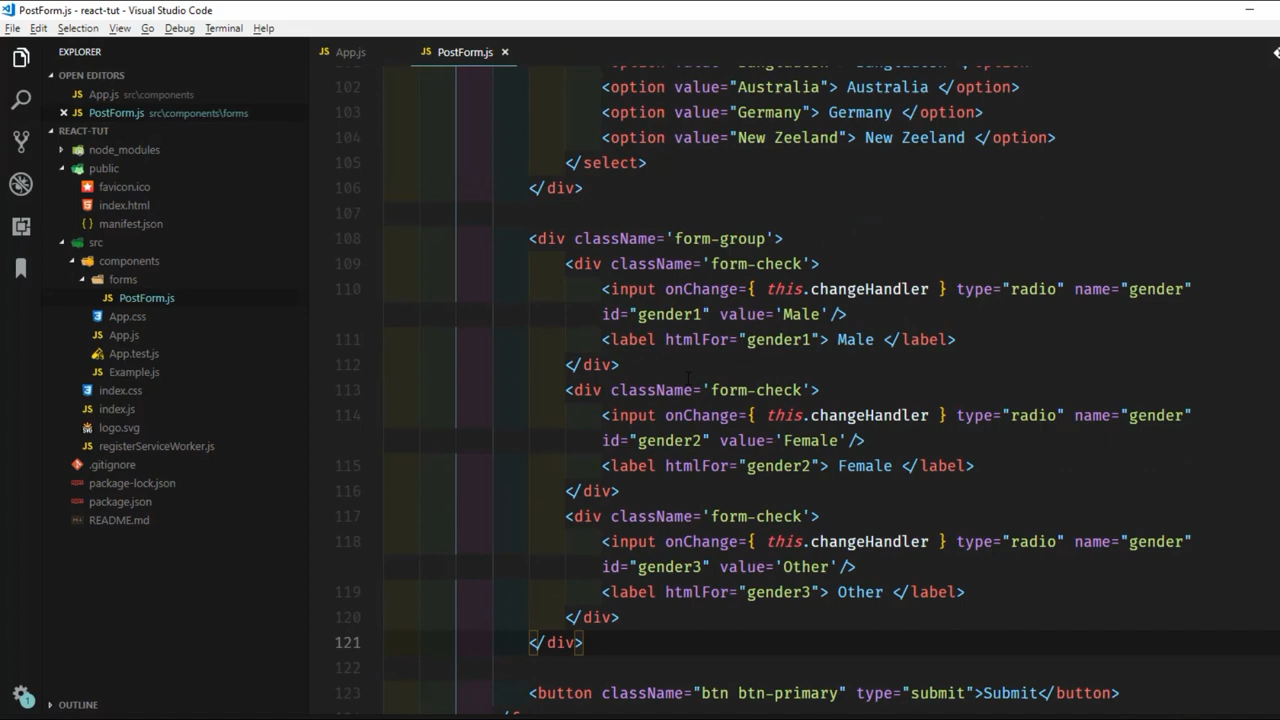 PostForm.js - react-tut - Visual Studio Code
File Edit Selection View Go Debug Terminal Help
EXPLORER
OPEN EDITORS
App.js src\components
PostForm.js src\components\forms
REACT-TUT
node_modules
public
favicon.ico
index.html
manifest.json
src
components
forms
PostForm.js
App.css
App.js
App.test.js
Example.js
index.css
index.js
logo.svg
registerServiceWorker.js
.gitignore
package-lock.json
package.json
README.md
OUTLINE
App.js PostForm.js
102 <option value="Australia"> Australia </option>
103 <option value="Germany"> Germany </option>
104 <option value="New Zeeland"> New Zeeland </option>
105 </select>
106 </div>
107
108 <div className='form-group'>
109 <div className='form-check'>
110 <input onChange={ this.changeHandler } type="radio" name="gender"
id="gender1" value='Male'/>
111 <label htmlFor="gender1"> Male </label>
112 </div>
113 <div className='form-check'>
114 <input onChange={ this.changeHandler } type="radio" name="gender"
id="gender2" value='Female'/>
115 <label htmlFor="gender2"> Female </label>
116 </div>
117 <div className='form-check'>
118 <input onChange={ this.changeHandler } type="radio" name="gender"
id="gender3" value='Other'/>
119 <label htmlFor="gender3"> Other </label>
120 </div>
121 </div>
122
123 <button className="btn btn-primary" type="submit">Submit</button>